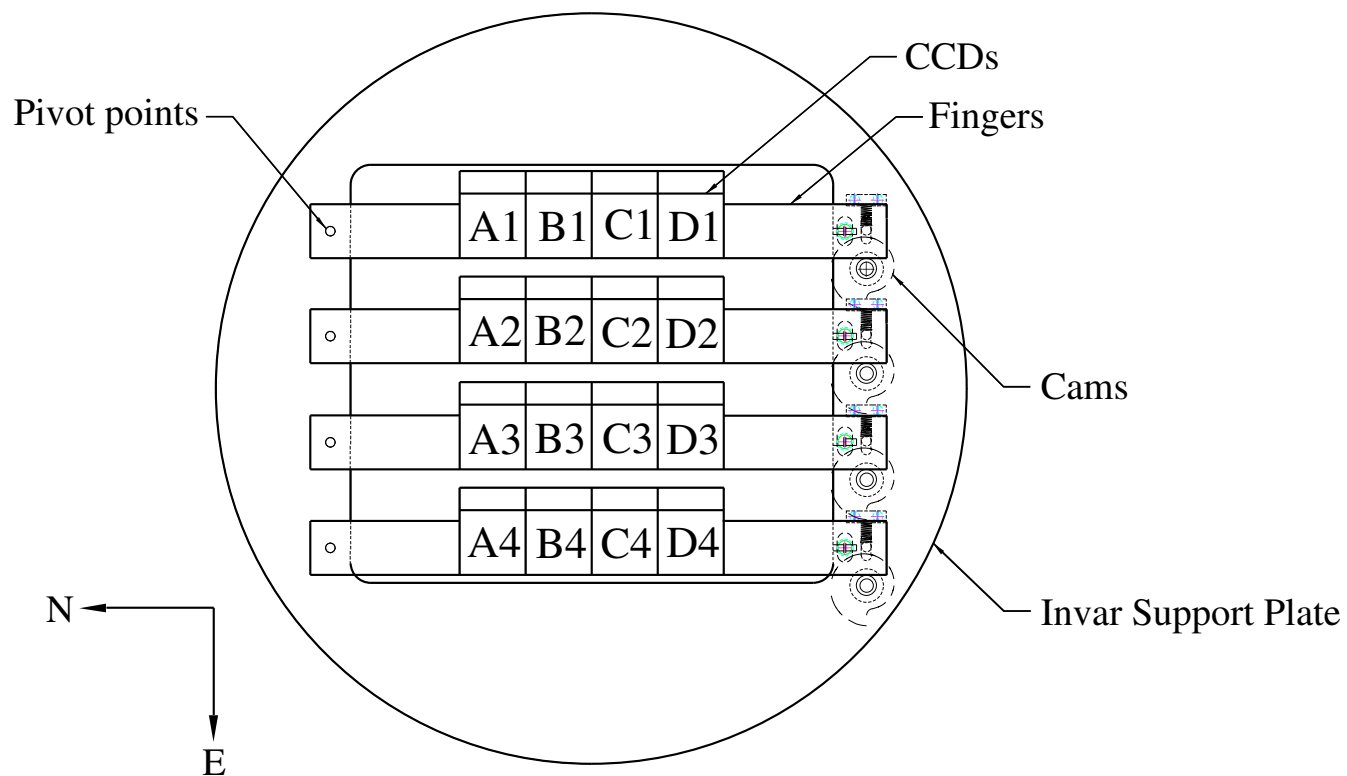 CCDs
Pivot points
Fingers
A1 B1 C1 D1
A2 B2 C2 D2
Cams
A3 B3 C3 D3
A4 B4 C4 D4
N
Invar Support Plate
E